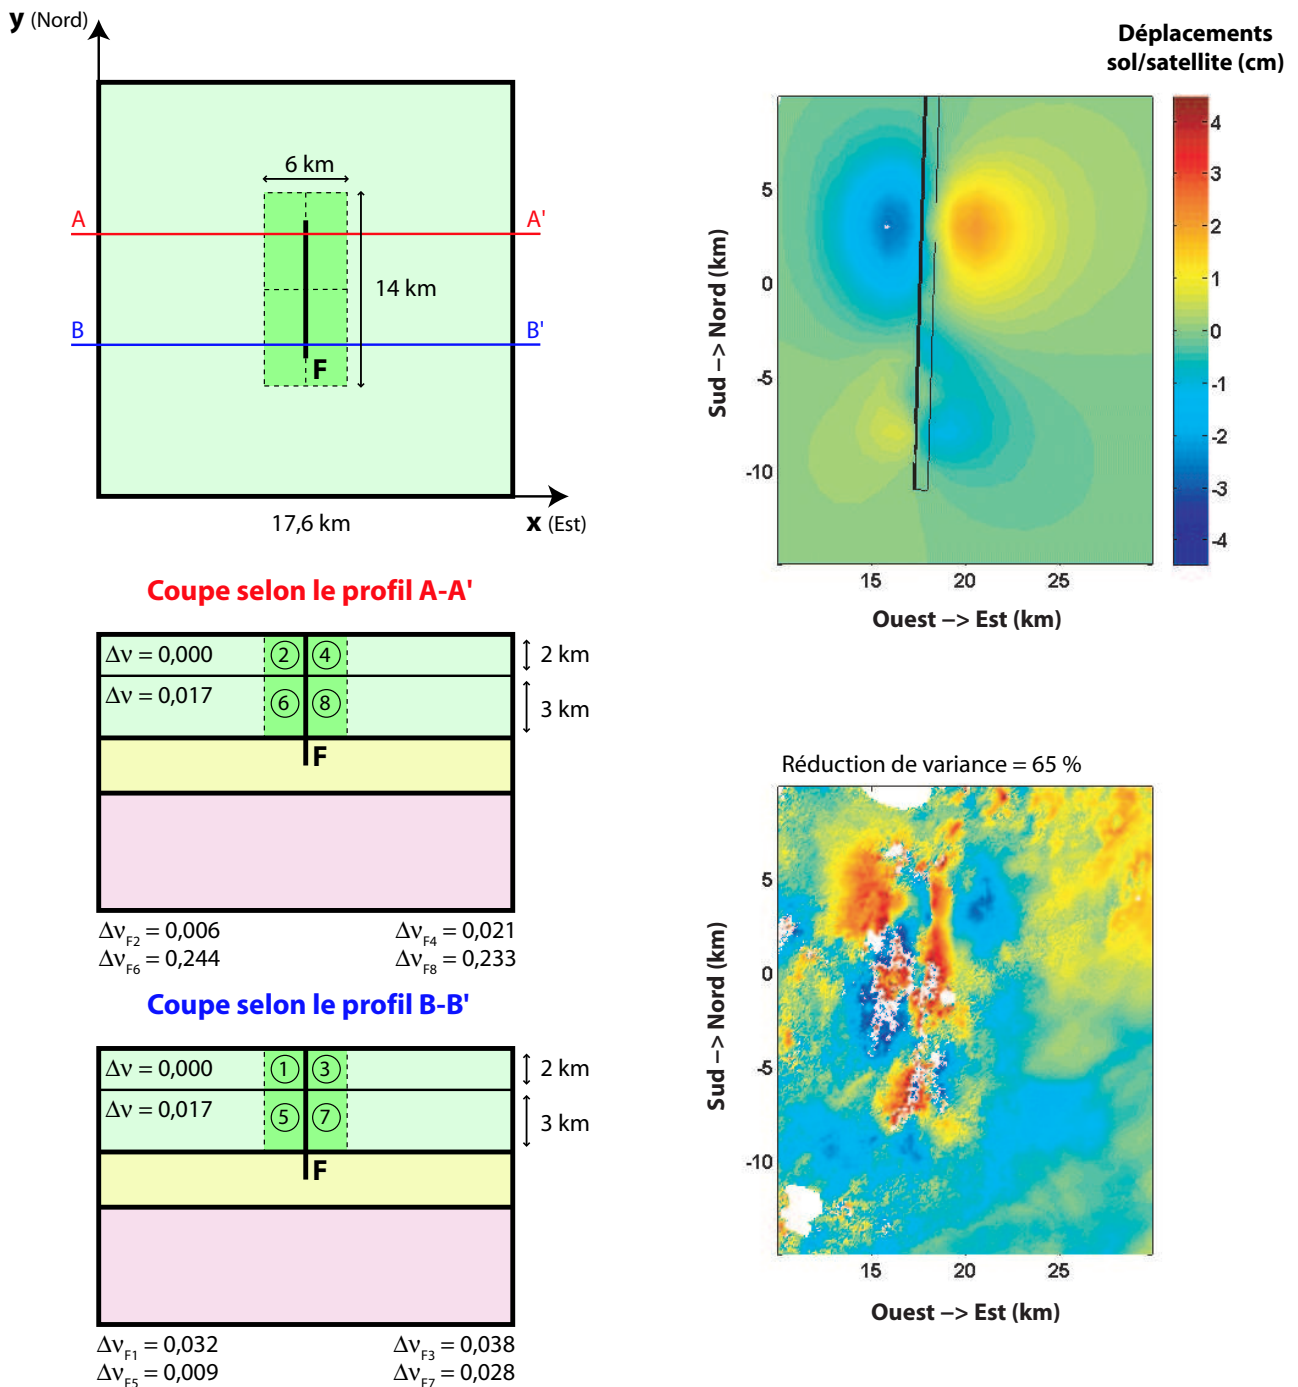 y (Nord)
6 km
A
A'
14 km
B
B'
F
17,6 km
x (Est)
Coupe selon le profil A-A'
Δν = 0,000
2
4
2 km
Δν = 0,017
6
8
3 km
F
Δν_F2 = 0,006
Δν_F4 = 0,021
Δν_F6 = 0,244
Δν_F8 = 0,233
Coupe selon le profil B-B'
Δν = 0,000
1
3
2 km
Δν = 0,017
5
7
3 km
F
Δν_F1 = 0,032
Δν_F3 = 0,038
Δν_F5 = 0,009
Δν_F7 = 0,028
Déplacements
sol/satellite (cm)
4
3
2
1
0
-1
-2
-3
-4
5
0
-5
-10
Sud –> Nord (km)
15
20
25
Ouest –> Est (km)
Réduction de variance = 65 %
5
0
-5
-10
Sud –> Nord (km)
15
20
25
Ouest –> Est (km)